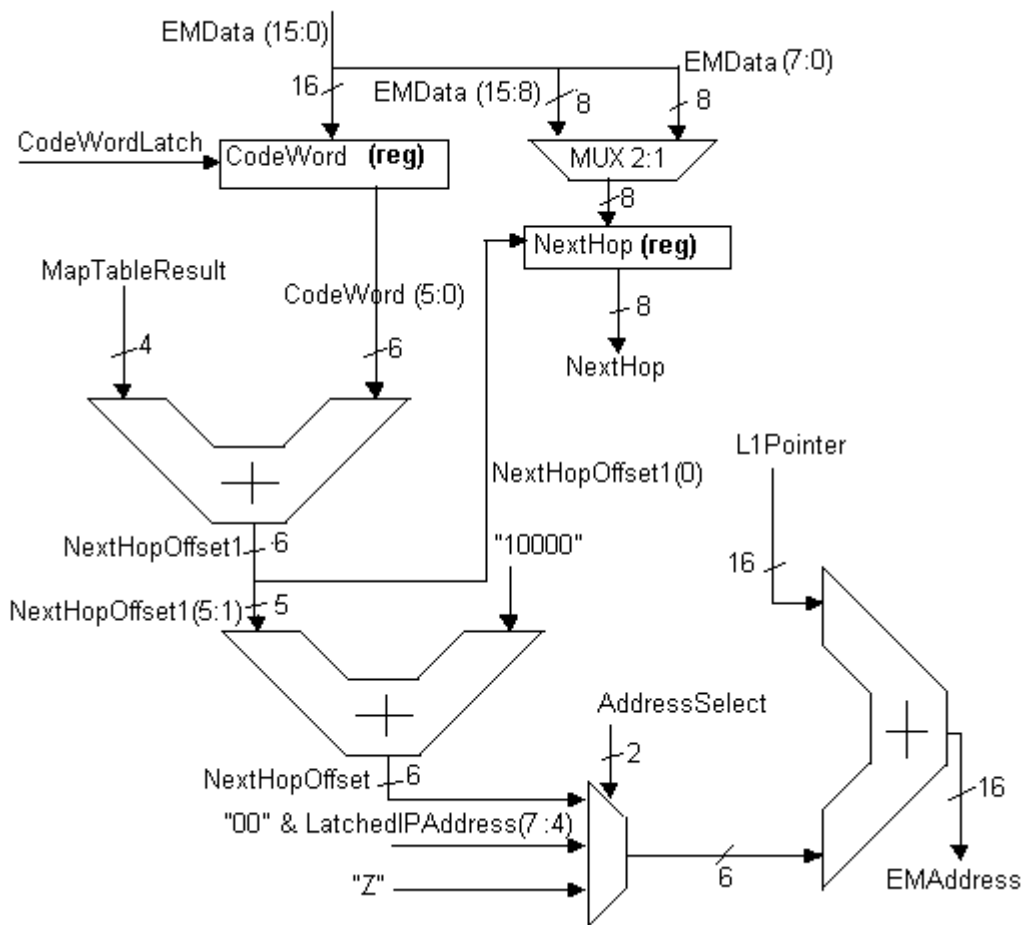 EMData (15:0)
EMData (7:0)
16
EMData (15:8)
8
8
CodeWordLatch
CodeWord (reg)
MUX 2:1
8
NextHop (reg)
MapTableResult
CodeWord (5:0)
8
4
6
NextHop
L1Pointer
NextHopOffset1(0)
+
NextHopOffset1
6
"10000"
16
NextHopOffset1(5:1)
5
AddressSelect
+
+
2
NextHopOffset
6
16
"00" & LatchedIPAddress(7 :4)
6
EMAddress
"Z"